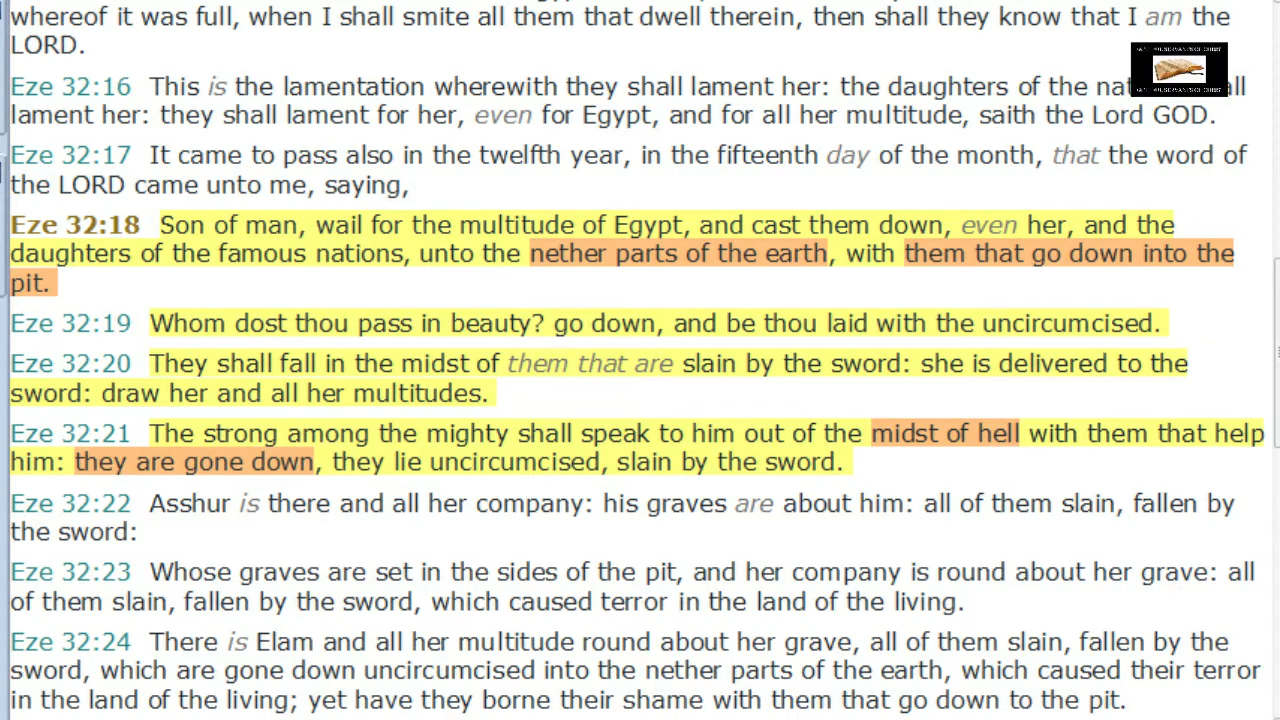 whereof it was full, when I shall smite all them that dwell therein, then shall they know that I am the
LORD.
Eze 32:16 This is the lamentation wherewith they shall lament her: the daughters of the all
lament her: they shall lament for her, even for Egypt, and for all her multitude, saith the Lord GOD.
Eze 32:17 It came to pass also in the twelfth year, in the fifteenth day of the month, that the word of
the LORD came unto me, saying,
Eze 32:18 Son of man, wail for the multitude of Egypt, and cast them down, even her, and the
daughters of the famous nations, unto the nether parts of the earth, with them that go down into the
pit.
Eze 32:19 Whom dost thou pass in beauty? go down, and be thou laid with the uncircumcised.
Eze 32:20 They shall fall in the midst of them that are slain by the sword: she is delivered to the
sword: draw her and all her multitudes.
Eze 32:21 The strong among the mighty shall speak to him out of the midst of hell with them that help
him: they are gone down, they lie uncircumcised, slain by the sword.
Eze 32:22 Asshur is there and all her company: his graves are about him: all of them slain, fallen by
the sword:
Eze 32:23 Whose graves are set in the sides of the pit, and her company is round about her grave: all
of them slain, fallen by the sword, which caused terror in the land of the living.
Eze 32:24 There is Elam and all her multitude round about her grave, all of them slain, fallen by the
sword, which are gone down uncircumcised into the nether parts of the earth, which caused their terror
in the land of the living; yet have they borne their shame with them that go down to the pit.